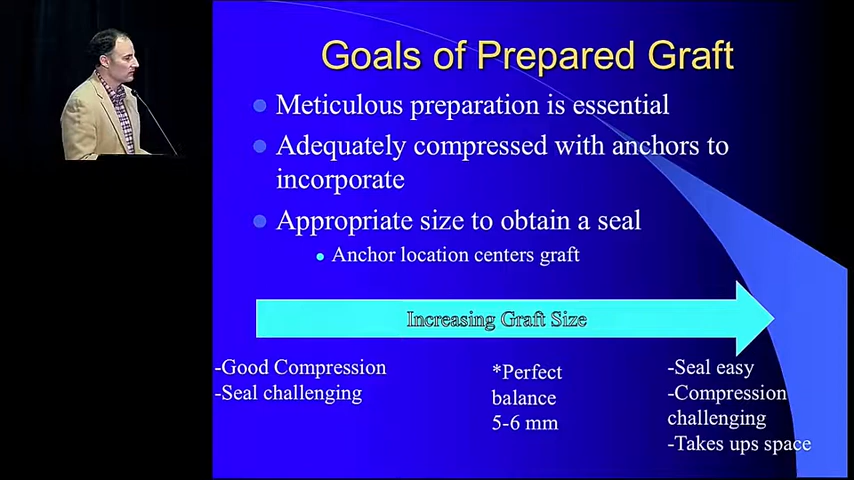 Goals of Prepared Graft
Meticulous preparation is essential
Adequately compressed with anchors to
incorporate
Appropriate size to obtain a seal
Anchor location centers graft
Increasing Graft Size
-Good Compression
-Seal challenging
*Perfect
balance
5-6 mm
-Seal easy
-Compression
challenging
-Takes ups space